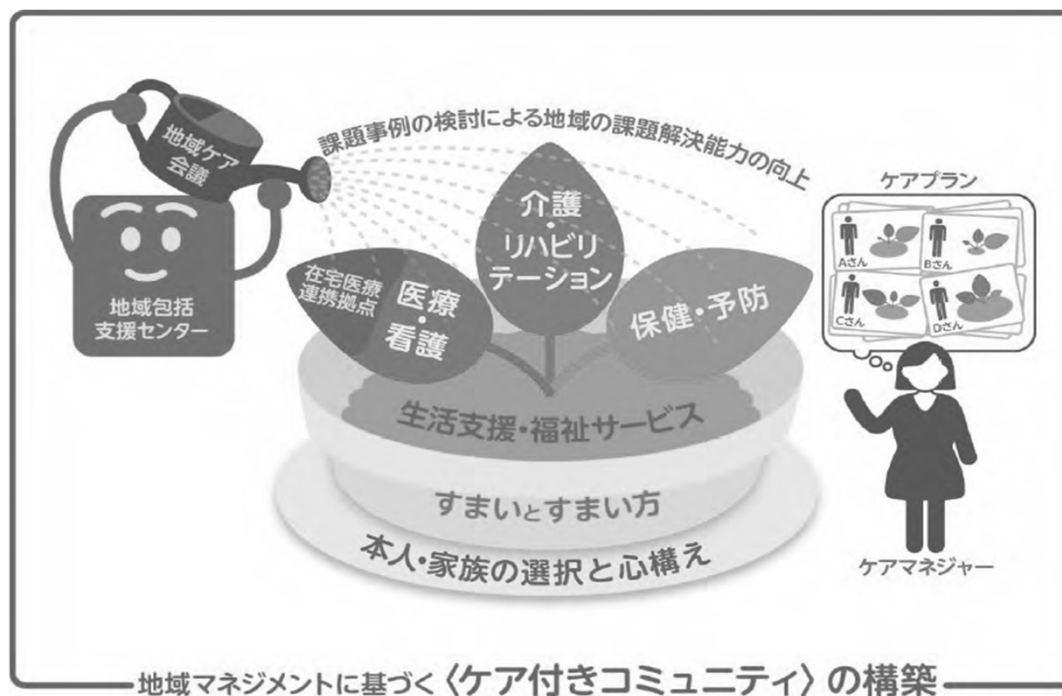 課題事例の検討による地域の課題解決能力の向上
地域ケア
会議
地域包括
支援センター
在宅医療
連携拠点
医療
・
看護
介護
・
リハビリ
テーション
保健・予防
生活支援・福祉サービス
すまいとすまい方
本人・家族の選択と心構え
ケアプラン
Aさん
Bさん
Cさん
Dさん
ケアマネジャー
地域マネジメントに基づく〈ケア付きコミュニティ〉の構築